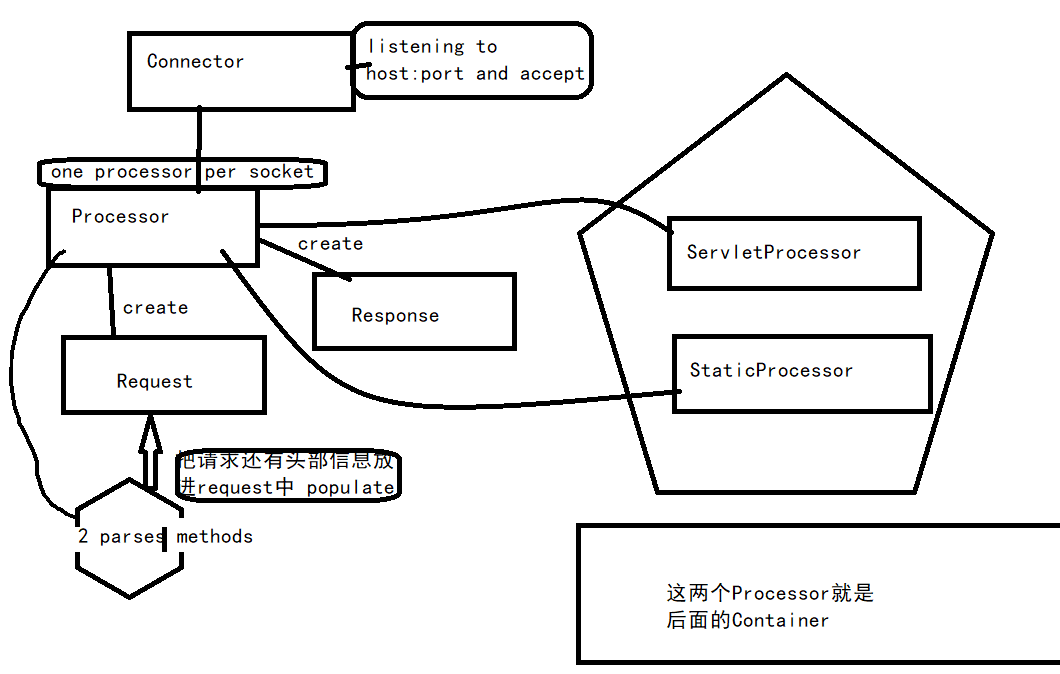 Connector
listening to
host:port and accept
one processor per socket
Processor
create
Response
create
Request
把请求还有头部信息放
进request中 populate
2 parses methods
ServletProcessor
StaticProcessor
这两个Processor就是
后面的Container